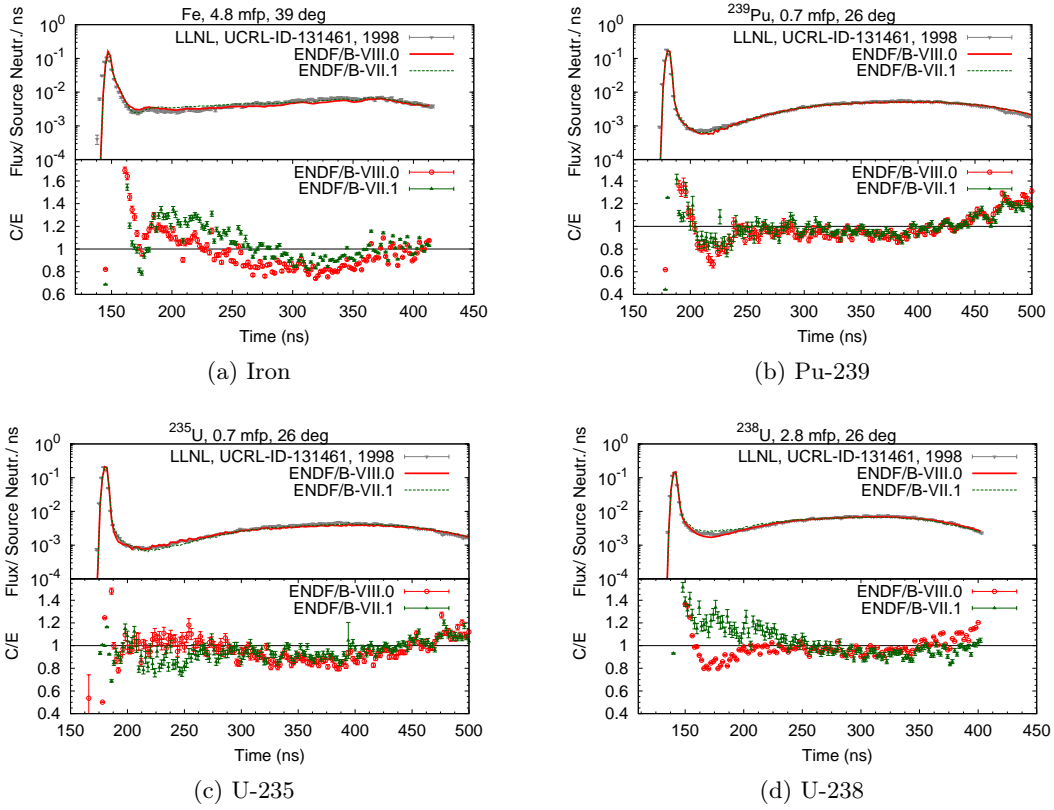 Fe, 4.8 mfp, 39 deg
LLNL, UCRL-ID-131461, 1998
ENDF/B-VIII.0
ENDF/B-VII.1
Flux/ Source Neutr./ ns
10^0
10^-1
10^-2
10^-3
10^-4
ENDF/B-VIII.0
ENDF/B-VII.1
C/E
1.4
1.2
1
0.8
0.6
100 150 200 250 300 350 400 450
Time (ns)
(a) Iron
^239Pu, 0.7 mfp, 26 deg
LLNL, UCRL-ID-131461, 1998
ENDF/B-VIII.0
ENDF/B-VII.1
Flux/ Source Neutr./ ns
10^0
10^-1
10^-2
10^-3
10^-4
ENDF/B-VIII.0
ENDF/B-VII.1
C/E
1.6
1.4
1.2
1
0.8
0.6
0.4
150 200 250 300 350 400 450 500
Time (ns)
(b) Pu-239
^235U, 0.7 mfp, 26 deg
LLNL, UCRL-ID-131461, 1998
ENDF/B-VIII.0
ENDF/B-VII.1
Flux/ Source Neutr./ ns
10^0
10^-1
10^-2
10^-3
10^-4
ENDF/B-VIII.0
ENDF/B-VII.1
C/E
1.4
1.2
1
0.8
0.6
0.4
150 200 250 300 350 400 450 500
Time (ns)
(c) U-235
^238U, 2.8 mfp, 26 deg
LLNL, UCRL-ID-131461, 1998
ENDF/B-VIII.0
ENDF/B-VII.1
Flux/ Source Neutr./ ns
10^0
10^-1
10^-2
10^-3
10^-4
ENDF/B-VIII.0
ENDF/B-VII.1
C/E
1.4
1.2
1
0.8
0.6
0.4
100 150 200 250 300 350 400 450
Time (ns)
(d) U-238